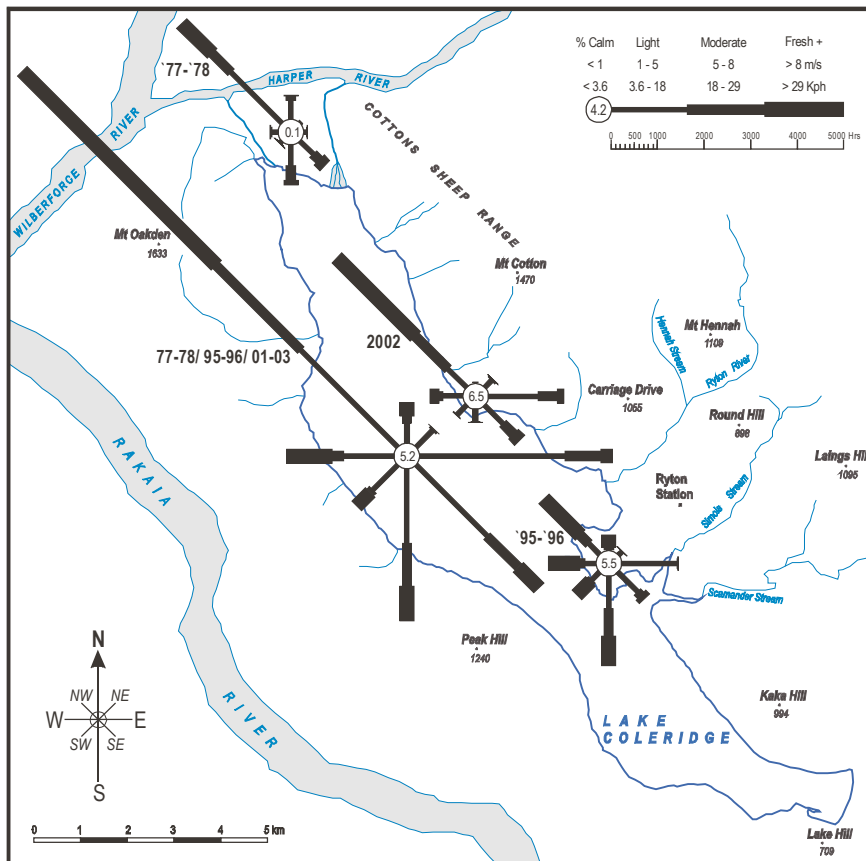 % Calm Light Moderate Fresh +
< 1 1 - 5 5 - 8 > 8 m/s
< 3.6 3.6 - 18 18 - 29 > 29 Kph
4.2
0 500 1000 2000 3000 4000 5000 Hrs
`77-`78
HARPER RIVER
WILBERFORCE RIVER
0.1
COTTONS SHEEP RANGE
Mt Oakden
1633
Mt Cotton
1470
2002
77-78/ 95-96/ 01-03
6.5
5.2
Hennah Stream
Mt Hennah
1109
Ryton River
Carriage Drive
1055
Round Hill
898
Laings Hill
1095
Ryton
Station
Simois Stream
`95-`96
5.5
Scamander Stream
RAKAIA
RIVER
Peak Hill
1240
Kaka Hill
994
LAKE
COLERIDGE
Lake Hill
709
N
NW NE
W E
SW SE
S
0 1 2 3 4 5 km